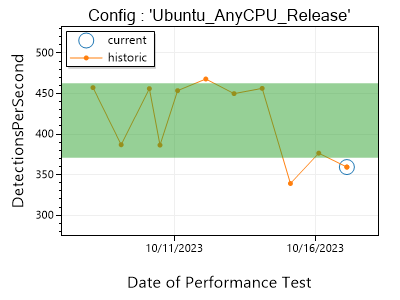 Config : 'Ubuntu_AnyCPU_Release'
current
historic
500
450
400
350
300
DetectionsPerSecond
10/11/2023
10/16/2023
Date of Performance Test